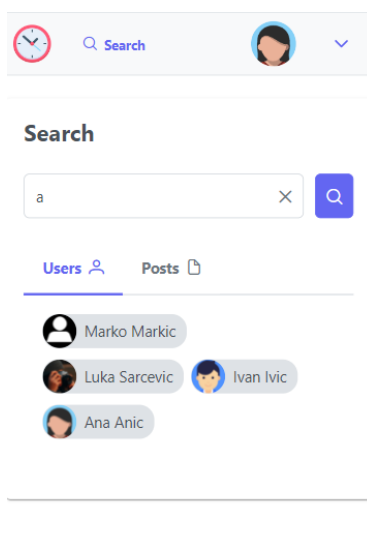 Search
Search
a
Users
Posts
Marko Markic
Luka Sarcevic
Ivan Ivic
Ana Anic